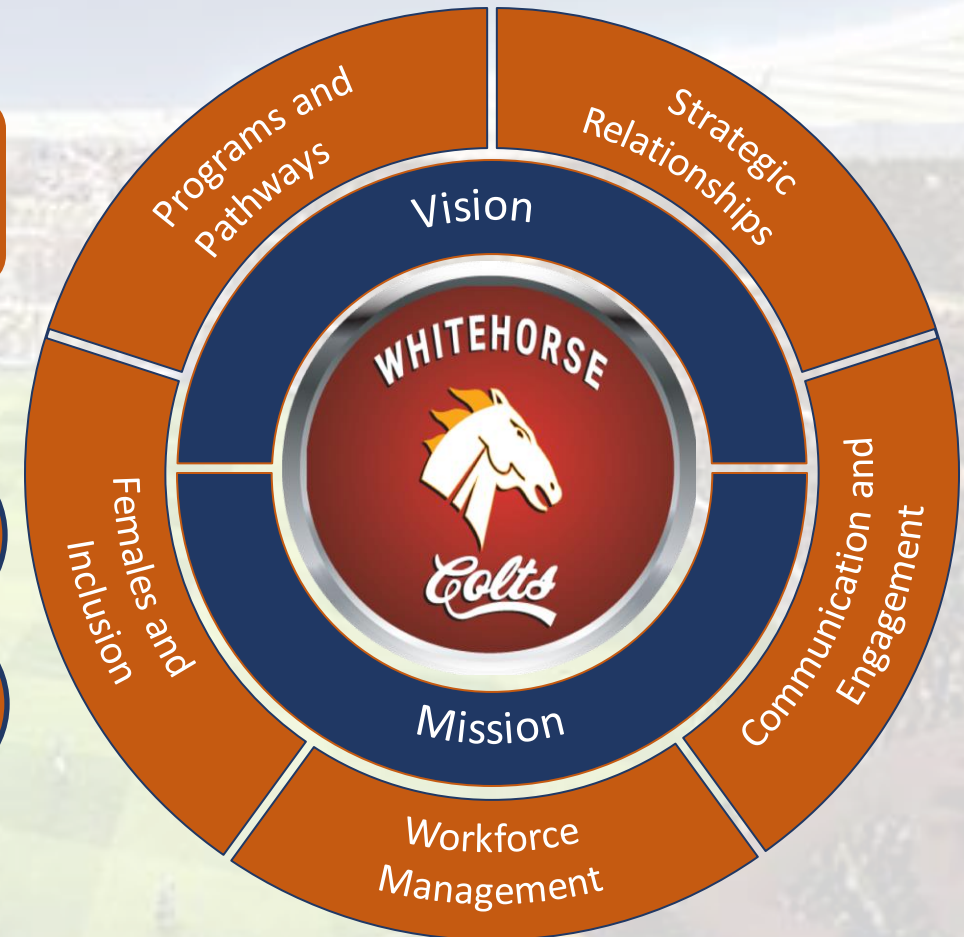 Programs and
Pathways
Strategic
Relationships
Vision
WHITEHORSE
Colts
Females and
Inclusion
Communication and
Engagement
Mission
Workforce
Management